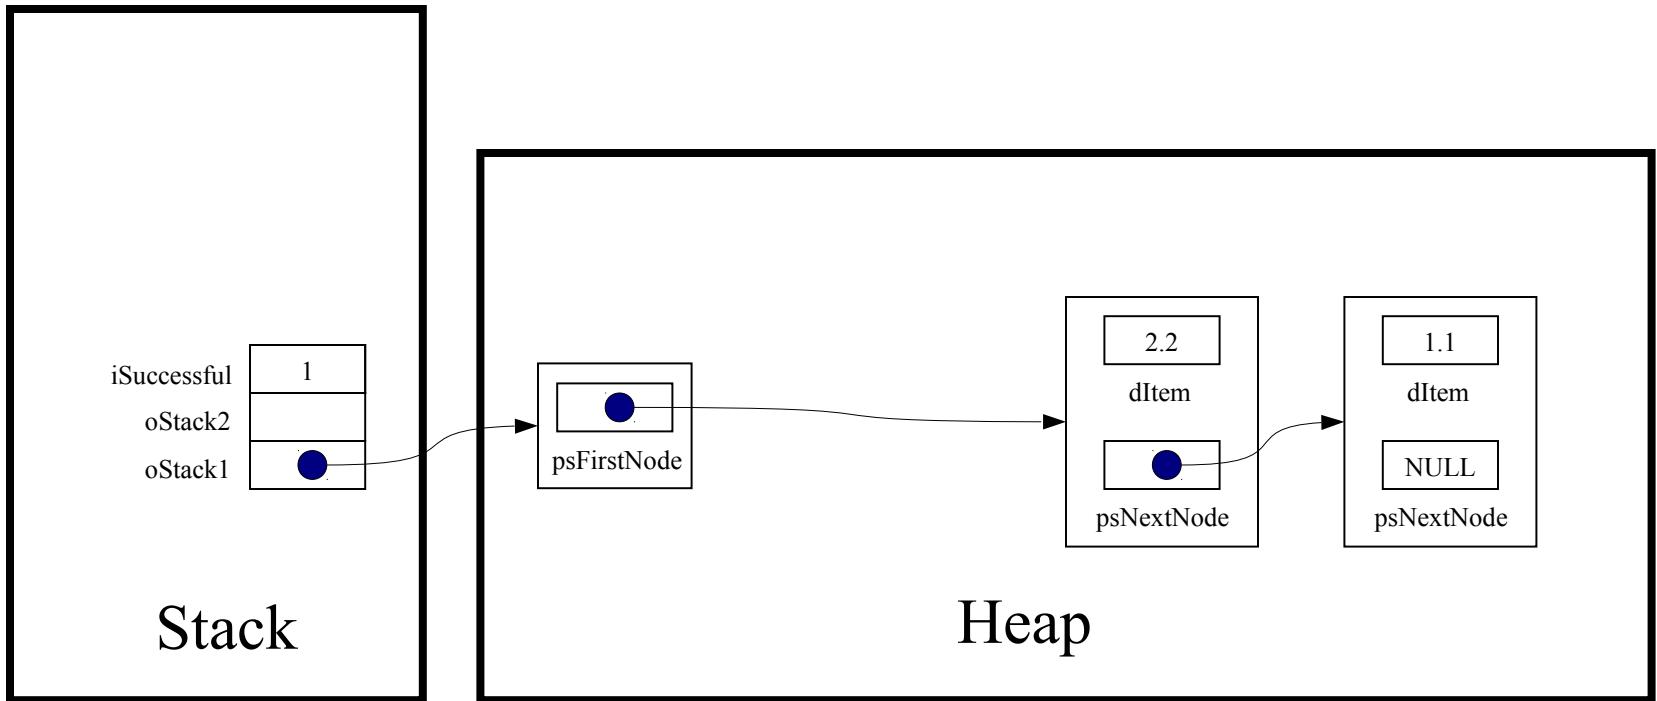 iSuccessful 1
oStack2
oStack1
Stack
psFirstNode
2.2
dItem
psNextNode
1.1
dItem
NULL
psNextNode
Heap